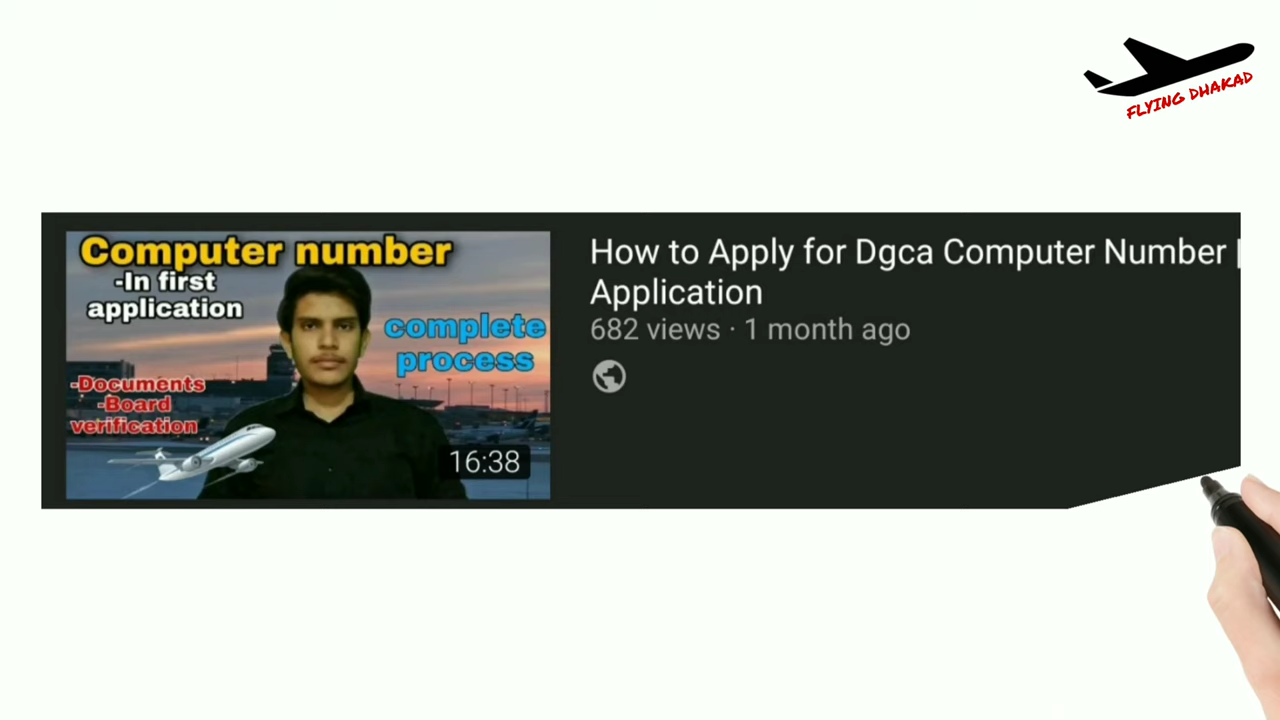 FLYING DHAKAD
Computer number
-In first
application
complete
process
-Documents
-Board
verification
16:38
How to Apply for Dgca Computer Number |
Application
682 views · 1 month ago